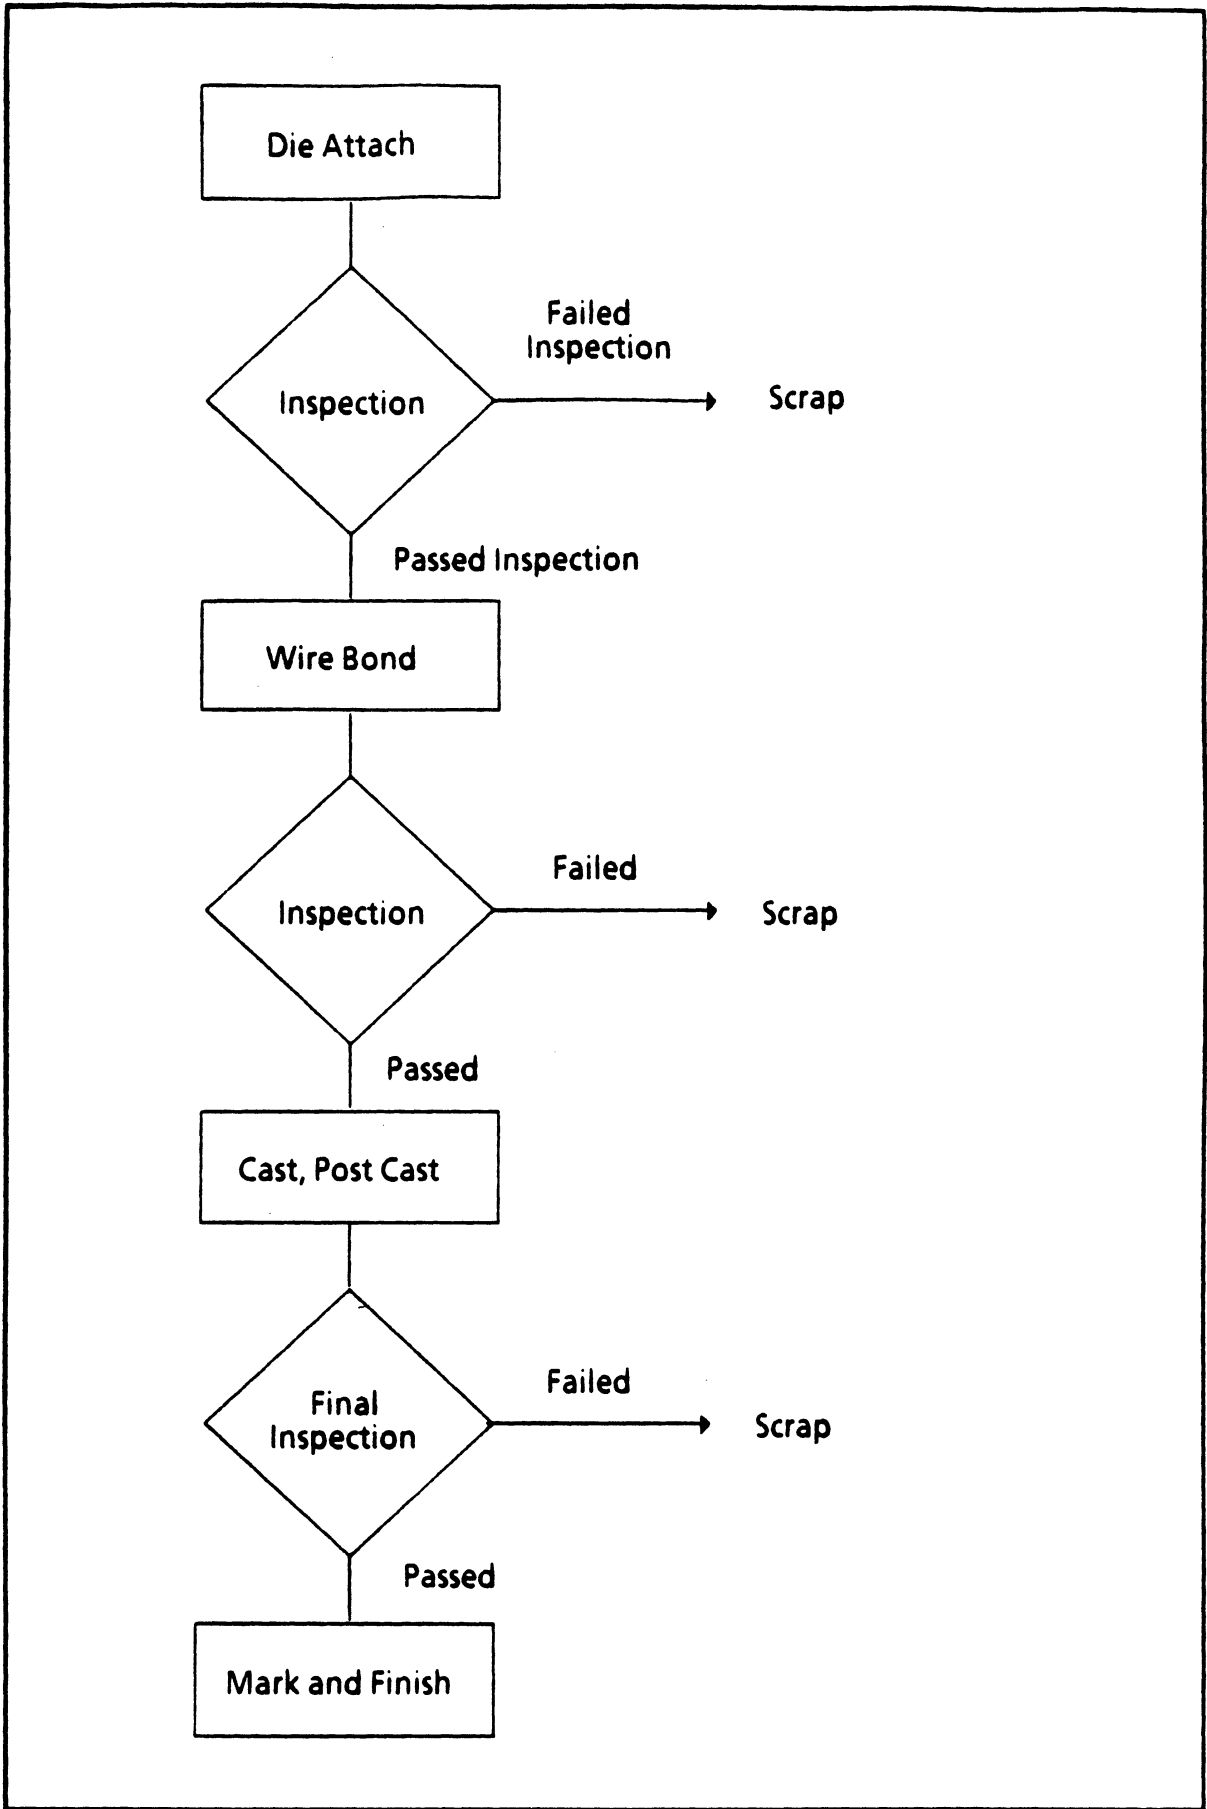 Die Attach
Failed
Inspection
Inspection
Scrap
Passed Inspection
Wire Bond
Failed
Inspection
Scrap
Passed
Cast, Post Cast
Failed
Final
Inspection
Scrap
Passed
Mark and Finish